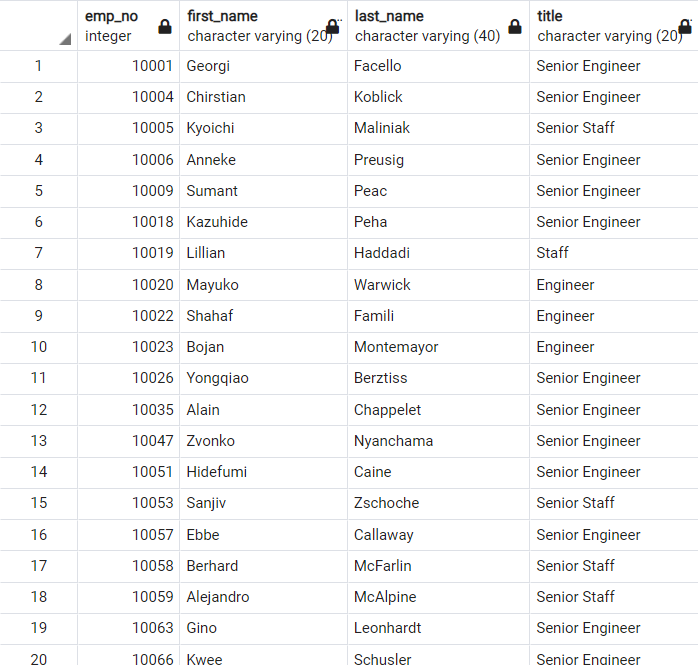 emp_no first_name last_name title
integer character varying (20) character varying (40) character varying (20)
1 10001 Georgi Facello Senior Engineer
2 10004 Chirstian Koblick Senior Engineer
3 10005 Kyoichi Maliniak Senior Staff
4 10006 Anneke Preusig Senior Engineer
5 10009 Sumant Peac Senior Engineer
6 10018 Kazuhide Peha Senior Engineer
7 10019 Lillian Haddadi Staff
8 10020 Mayuko Warwick Engineer
9 10022 Shahaf Famili Engineer
10 10023 Bojan Montemayor Engineer
11 10026 Yongqiao Berztiss Senior Engineer
12 10035 Alain Chappelet Senior Engineer
13 10047 Zvonko Nyanchama Senior Engineer
14 10051 Hidefumi Caine Senior Engineer
15 10053 Sanjiv Zschoche Senior Staff
16 10057 Ebbe Callaway Senior Engineer
17 10058 Berhard McFarlin Senior Staff
18 10059 Alejandro McAlpine Senior Staff
19 10063 Gino Leonhardt Senior Engineer
20 10066 Kwee Schusler Senior Engineer